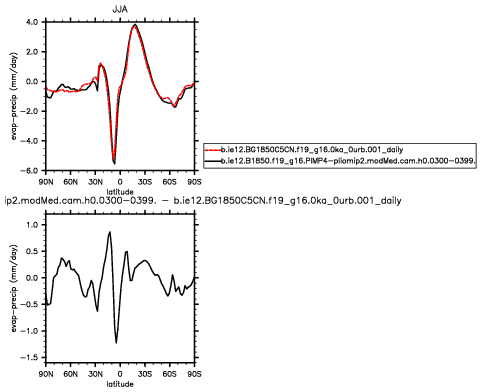 JJA
4.0
2.0
0.0
−2.0
−4.0
−6.0
evap-precip (mm/day)
90N 60N 30N 0 30S 60S 90S
latitude
b.ie12.BG1850C5CN.f19_g16.0ka_0urb.001_daily
b.ie12.B1850.f19_g16.PIMP4-pliomip2.modMed.cam.h0.0300-0399.
ip2.modMed.cam.h0.0300-0399. - b.ie12.BG1850C5CN.f19_g16.0ka_0urb.001_daily
1.0
0.5
0.0
−0.5
−1.0
−1.5
evap-precip (mm/day)
90N 60N 30N 0 30S 60S 90S
latitude